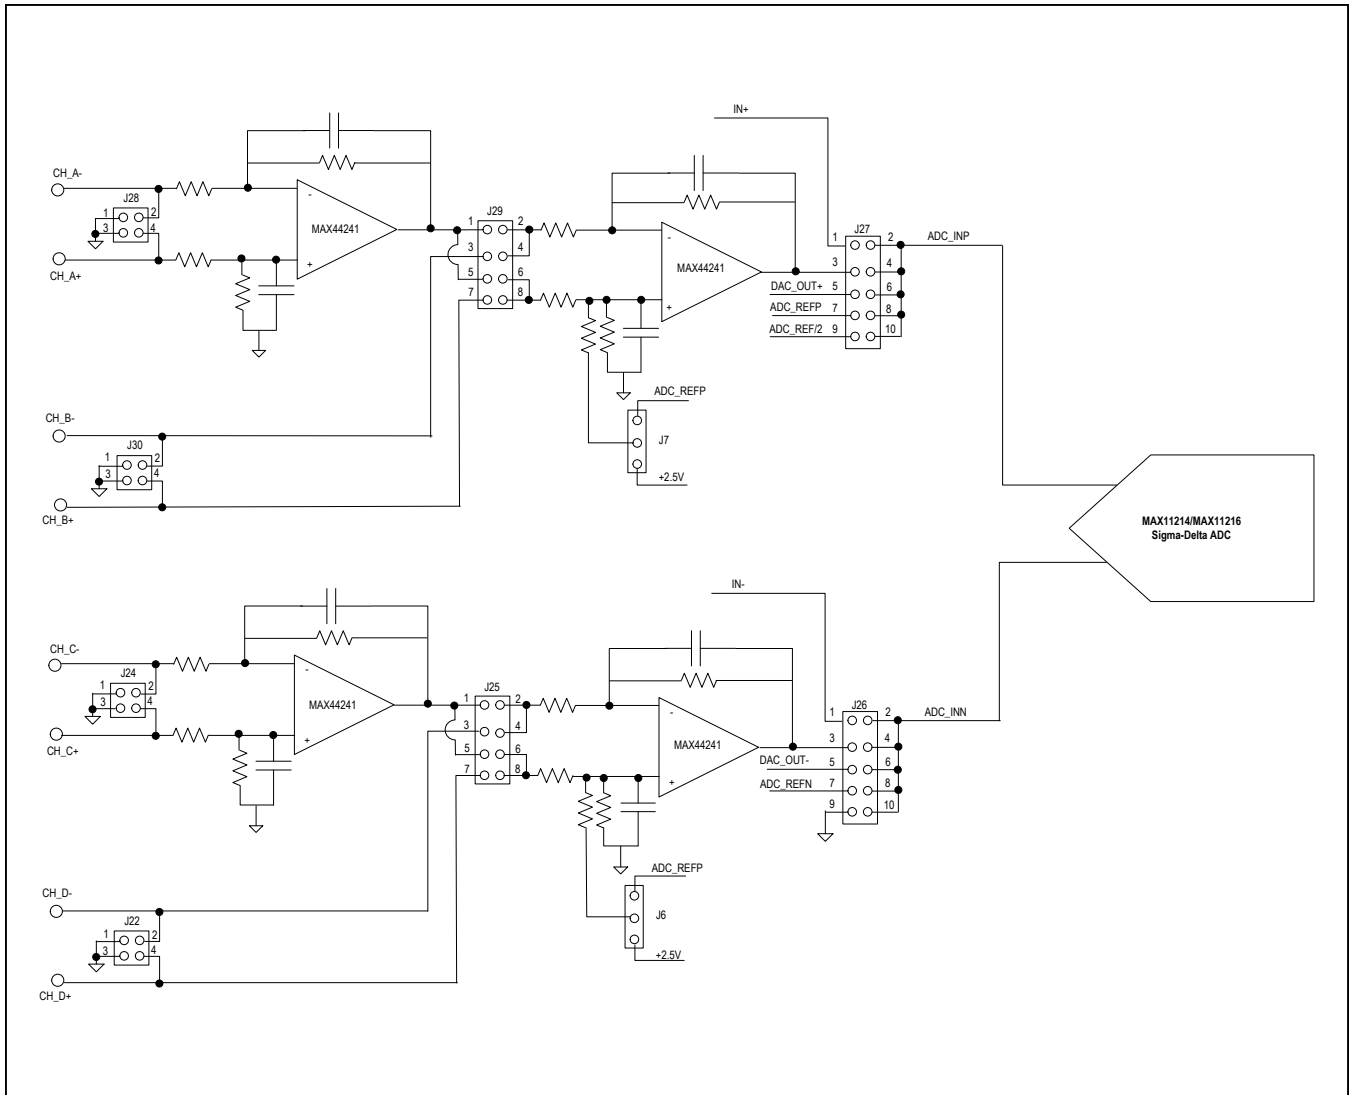 IN+
CH_A-
J28
1 2
3 4
CH_A+
-
MAX44241
+
J29
1 2
3 4
5 6
7 8
-
MAX44241
+
J27
1 2
3 4
DAC_OUT+ 5 6
ADC_REFP 7 8
ADC_REF/2 9 10
ADC_INP
ADC_REFP
J7
+2.5V
CH_B-
J30
1 2
3 4
CH_B+
MAX11214/MAX11216
Sigma-Delta ADC
IN-
CH_C-
J24
1 2
3 4
CH_C+
-
MAX44241
+
J25
1 2
3 4
5 6
7 8
-
MAX44241
+
J26
1 2
3 4
DAC_OUT- 5 6
ADC_REFN 7 8
9 10
ADC_INN
ADC_REFP
J6
+2.5V
CH_D-
J22
1 2
3 4
CH_D+